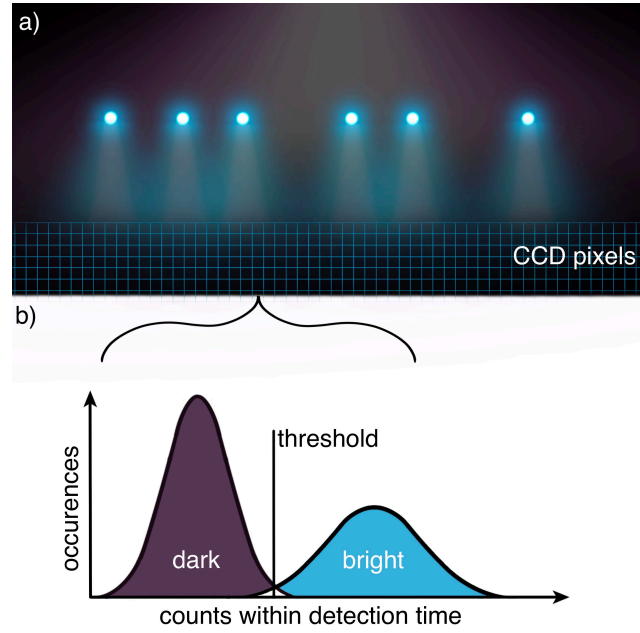 a)
CCD pixels
b)
threshold
occurences
dark
bright
counts within detection time